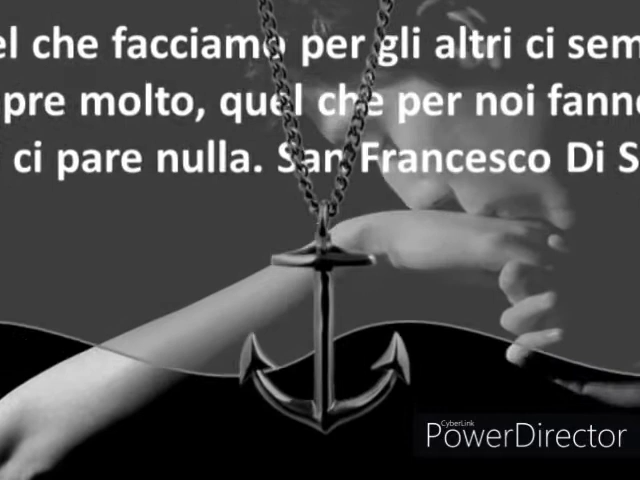 el che facciamo per gli altri ci sem
pre molto, quel che per noi fanno
ci pare nulla. San Francesco Di S
CyberLink
PowerDirector